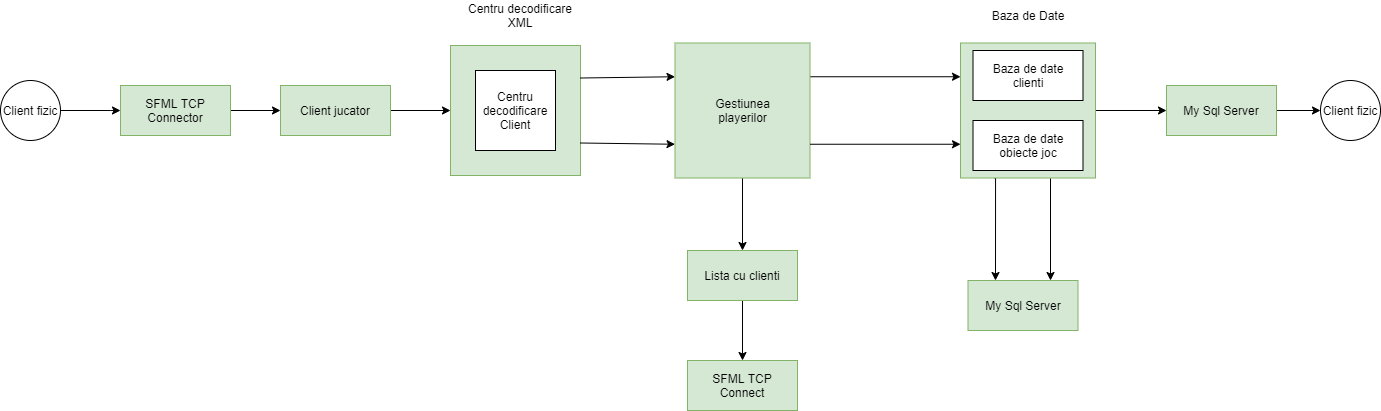 Centru decodificare
XML
Baza de Date
Client fizic
SFML TCP
Connector
Client jucator
Centru
decodificare
Client
Gestiunea
playerilor
Baza de date
clienti
Baza de date
obiecte joc
My Sql Server
Client fizic
Lista cu clienti
My Sql Server
SFML TCP
Connect